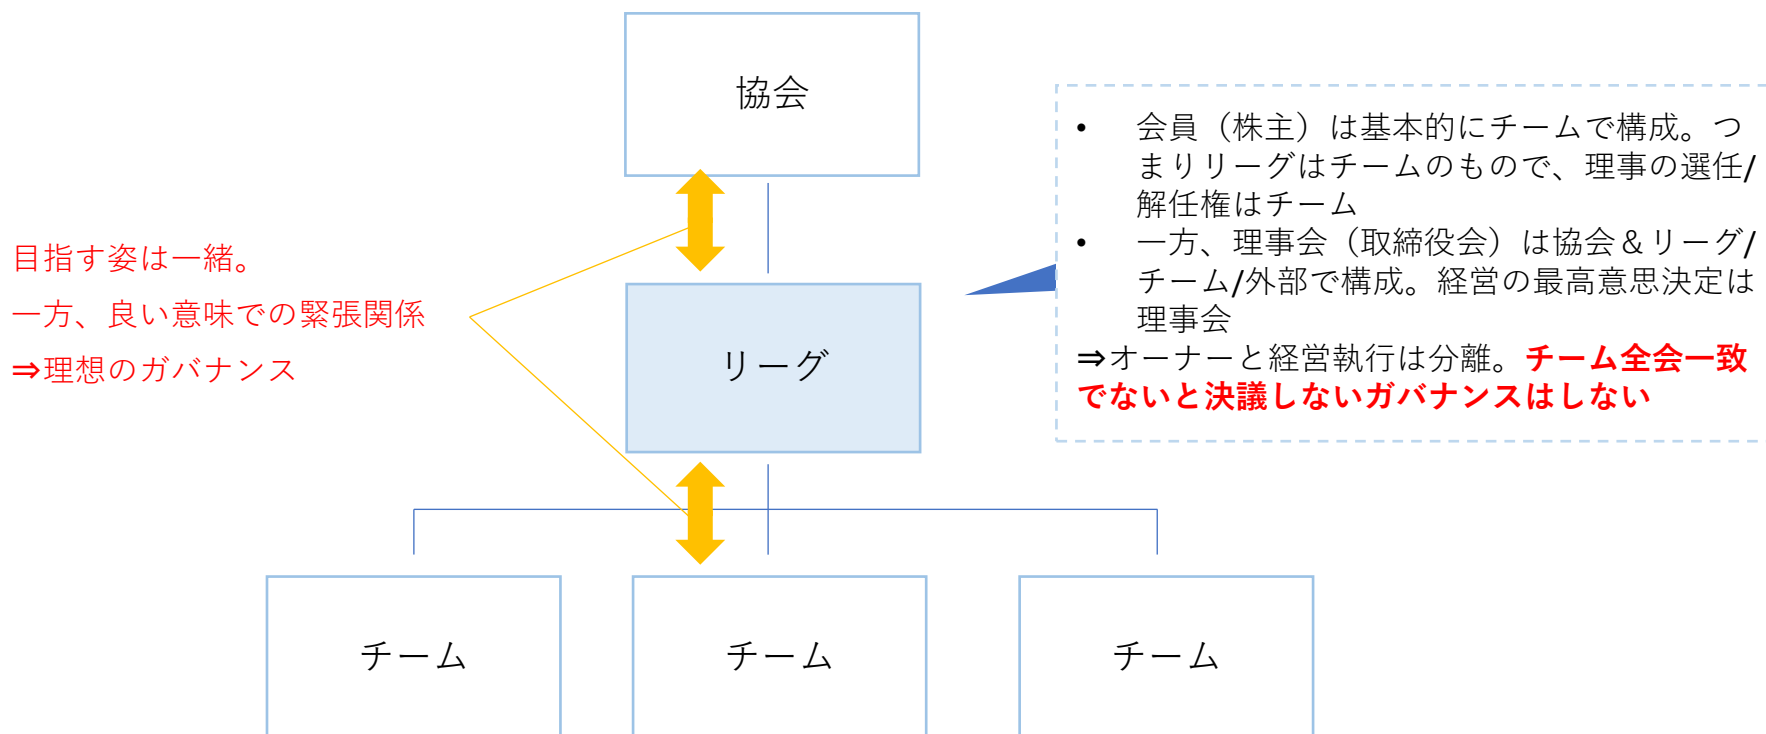 協会
• 会員（株主）は基本的にチームで構成。つ
まりリーグはチームのもので、理事の選任/
解任権はチーム
• 一方、理事会（取締役会）は協会＆リーグ/
チーム/外部で構成。経営の最高意思決定は
理事会
⇒オーナーと経営執行は分離。チーム全会一致
でないと決議しないガバナンスはしない
目指す姿は一緒。
一方、良い意味での緊張関係
⇒理想のガバナンス
リーグ
チーム
チーム
チーム